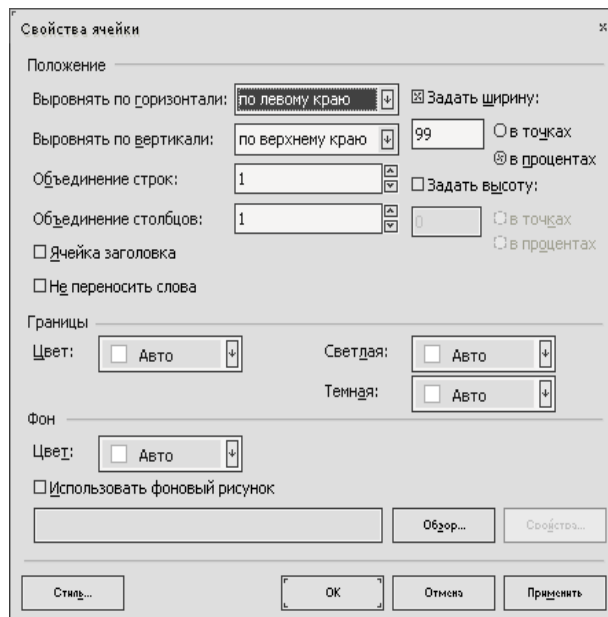 Свойства ячейки
Положение
Выровнять по горизонтали: по левому краю
Задать ширину:
Выровнять по вертикали: по верхнему краю
99
в точках
в процентах
Объединение строк: 1
Задать высоту:
Объединение столбцов: 1
0
в точках
в процентах
Ячейка заголовка
Не переносить слова
Границы
Цвет: Авто
Светлая: Авто
Темная: Авто
Фон
Цвет: Авто
Использовать фоновый рисунок
Обзор... Свойства...
Стиль... ОК Отмена Применить